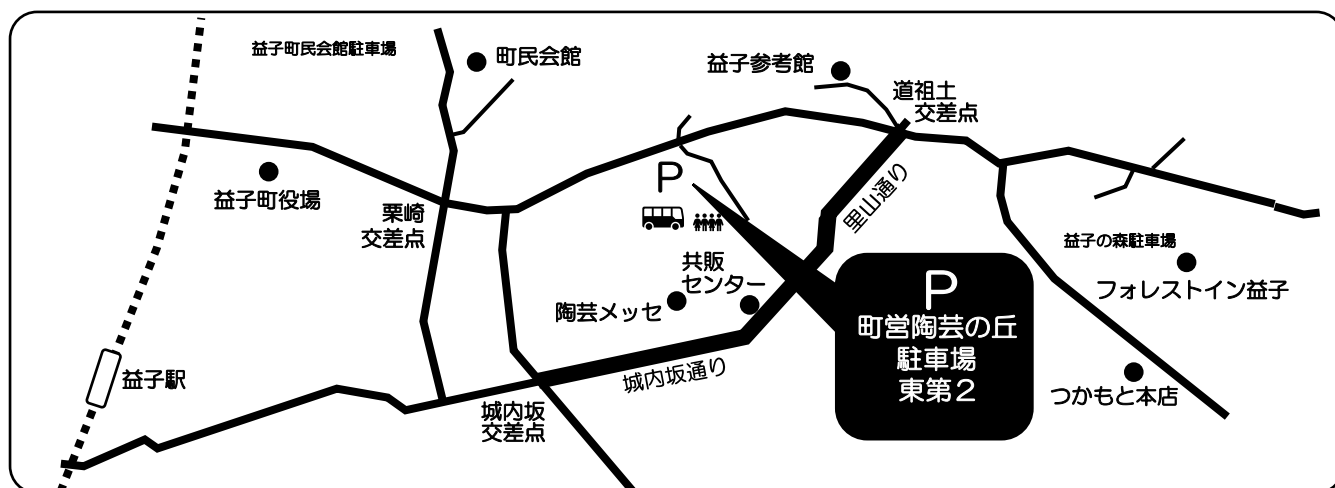 益子町民会館駐車場
町民会館
益子参考館
道祖土
交差点
益子町役場
栗崎
交差点
P
里山通り
共販
センター
陶芸メッセ
益子の森駐車場
フォレストイン益子
P
町営陶芸の丘
駐車場
東第2
益子駅
城内坂通り
城内坂
交差点
つかもと本店